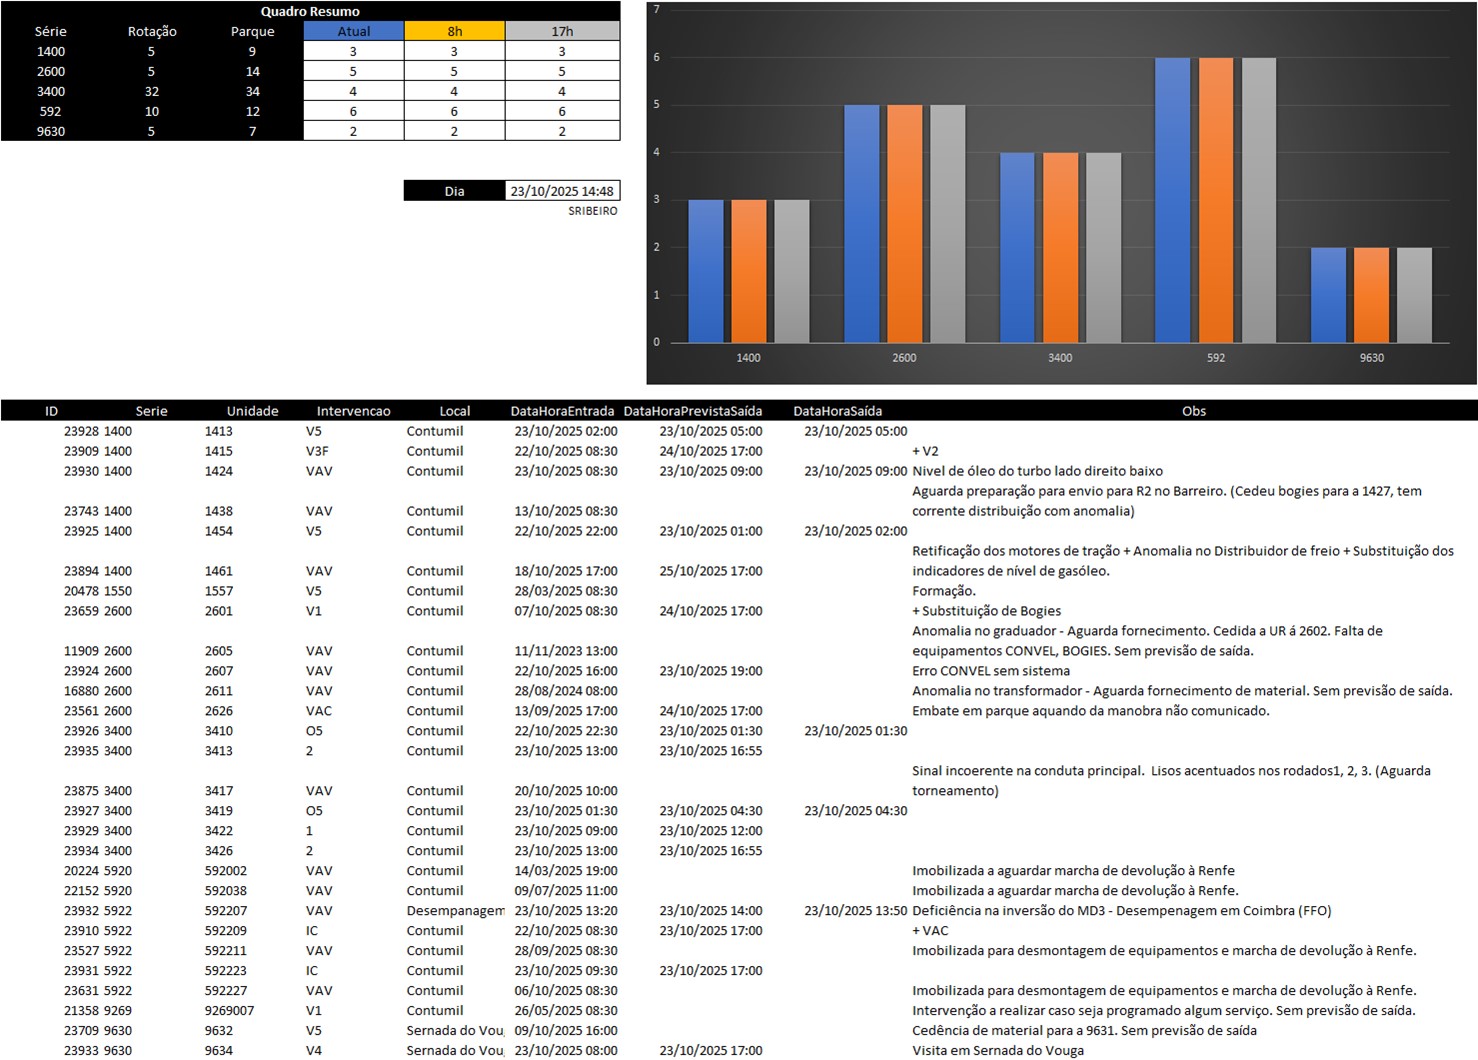 Quadro Resumo
Série Rotação Parque Atual 8h 17h
1400 5 9 3 3 3
2600 5 14 5 5 5
3400 32 34 4 4 4
592 10 12 6 6 6
9630 5 7 2 2 2
Dia 23/10/2025 14:48
SRIBEIRO
7
6
5
4
3
2
1
0
1400 2600 3400 592 9630
ID Serie Unidade Intervencao Local DataHoraEntrada DataHoraPrevistaSaída DataHoraSaída Obs
23928 1400 1413 V5 Contumil 23/10/2025 02:00 23/10/2025 05:00 23/10/2025 05:00
23909 1400 1415 V3F Contumil 22/10/2025 08:30 24/10/2025 17:00 + V2
23930 1400 1424 VAV Contumil 23/10/2025 08:30 23/10/2025 09:00 23/10/2025 09:00 Nivel de óleo do turbo lado direito baixo
Aguarda preparação para envio para R2 no Barreiro. (Cedeu bogies para a 1427, tem
23743 1400 1438 VAV Contumil 13/10/2025 08:30 corrente distribuição com anomalia)
23925 1400 1454 V5 Contumil 22/10/2025 22:00 23/10/2025 01:00 23/10/2025 02:00
Retificação dos motores de tração + Anomalia no Distribuidor de freio + Substituição dos
23894 1400 1461 VAV Contumil 18/10/2025 17:00 25/10/2025 17:00 indicadores de nível de gasóleo.
20478 1550 1557 V5 Contumil 28/03/2025 08:30 Formação.
23659 2600 2601 V1 Contumil 07/10/2025 08:30 24/10/2025 17:00 + Substituição de Bogies
Anomalia no graduador - Aguarda fornecimento. Cedida a UR á 2602. Falta de
11909 2600 2605 VAV Contumil 11/11/2023 13:00 equipamentos CONVEL, BOGIES. Sem previsão de saída.
23924 2600 2607 VAV Contumil 22/10/2025 16:00 23/10/2025 19:00 Erro CONVEL sem sistema
16880 2600 2611 VAV Contumil 28/08/2024 08:00 Anomalia no transformador - Aguarda fornecimento de material. Sem previsão de saída.
23561 2600 2626 VAC Contumil 13/09/2025 17:00 24/10/2025 17:00 Embate em parque aquando da manobra não comunicado.
23926 3400 3410 O5 Contumil 22/10/2025 22:30 23/10/2025 01:30 23/10/2025 01:30
23935 3400 3413 2 Contumil 23/10/2025 13:00 23/10/2025 16:55
Sinal incoerente na conduta principal. Lisos acentuados nos rodados1, 2, 3. (Aguarda
23875 3400 3417 VAV Contumil 20/10/2025 10:00 torneamento)
23927 3400 3419 O5 Contumil 23/10/2025 01:30 23/10/2025 04:30 23/10/2025 04:30
23929 3400 3422 1 Contumil 23/10/2025 09:00 23/10/2025 12:00
23934 3400 3426 2 Contumil 23/10/2025 13:00 23/10/2025 16:55
20224 5920 592002 VAV Contumil 14/03/2025 19:00 Imobilizada a aguardar marcha de devolução à Renfe
22152 5920 592038 VAV Contumil 09/07/2025 11:00 Imobilizada a aguardar marcha de devolução à Renfe.
23932 5922 592207 VAV Desempanagem 23/10/2025 13:20 23/10/2025 14:00 23/10/2025 13:50 Deficiência na inversão do MD3 - Desempenagem em Coimbra (FFO)
23910 5922 592209 IC Contumil 22/10/2025 08:30 23/10/2025 17:00 + VAC
23527 5922 592211 VAV Contumil 28/09/2025 08:30 Imobilizada para desmontagem de equipamentos e marcha de devolução à Renfe.
23931 5922 592223 IC Contumil 23/10/2025 09:30 23/10/2025 17:00
23631 5922 592227 VAV Contumil 06/10/2025 08:30 Imobilizada para desmontagem de equipamentos e marcha de devolução à Renfe.
21358 9269 9269007 V1 Contumil 26/05/2025 08:30 Intervenção a realizar caso seja programado algum serviço. Sem previsão de saída.
23709 9630 9632 V5 Sernada do Vou 09/10/2025 16:00 Cedência de material para a 9631. Sem previsão de saída
23933 9630 9634 V4 Sernada do Vou 23/10/2025 08:00 23/10/2025 17:00 Visita em Sernada do Vouga